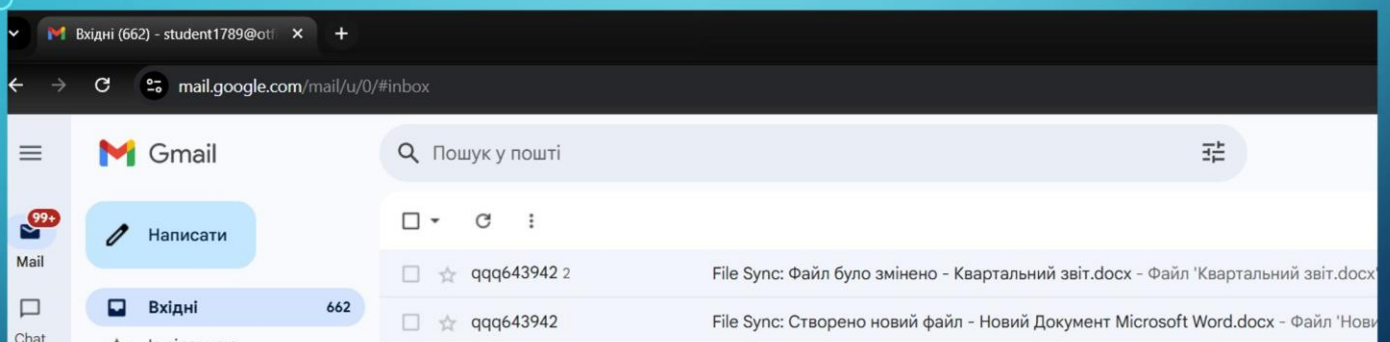 Вхідні (662) - student1789@otf
mail.google.com/mail/u/0/#inbox
Gmail
Пошук у пошті
99+
Написати
Mail
qqq643942 2 File Sync: Файл було змінено - Квартальний звіт.docx - Файл 'Квартальний звіт.docx'
Вхідні 662
qqq643942 File Sync: Створено новий файл - Новий Документ Microsoft Word.docx - Файл 'Нови
Chat